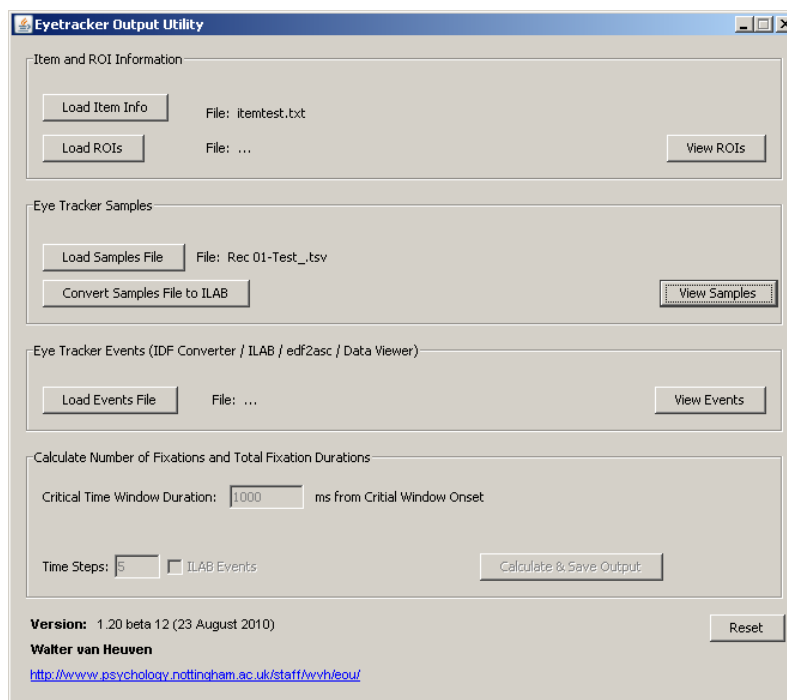 Eyetracker Output Utility
Item and ROI Information
Load Item Info File: itemtest.txt
Load ROIs File: ... View ROIs
Eye Tracker Samples
Load Samples File File: Rec 01-Test_.tsv
Convert Samples File to ILAB View Samples
Eye Tracker Events (IDF Converter / ILAB / edf2asc / Data Viewer)
Load Events File File: ... View Events
Calculate Number of Fixations and Total Fixation Durations
Critical Time Window Duration: 1000 ms from Critial Window Onset
Time Steps: 5 ILAB Events Calculate & Save Output
Version: 1.20 beta 12 (23 August 2010) Reset
Walter van Heuven
http://www.psychology.nottingham.ac.uk/staff/wvh/eou/